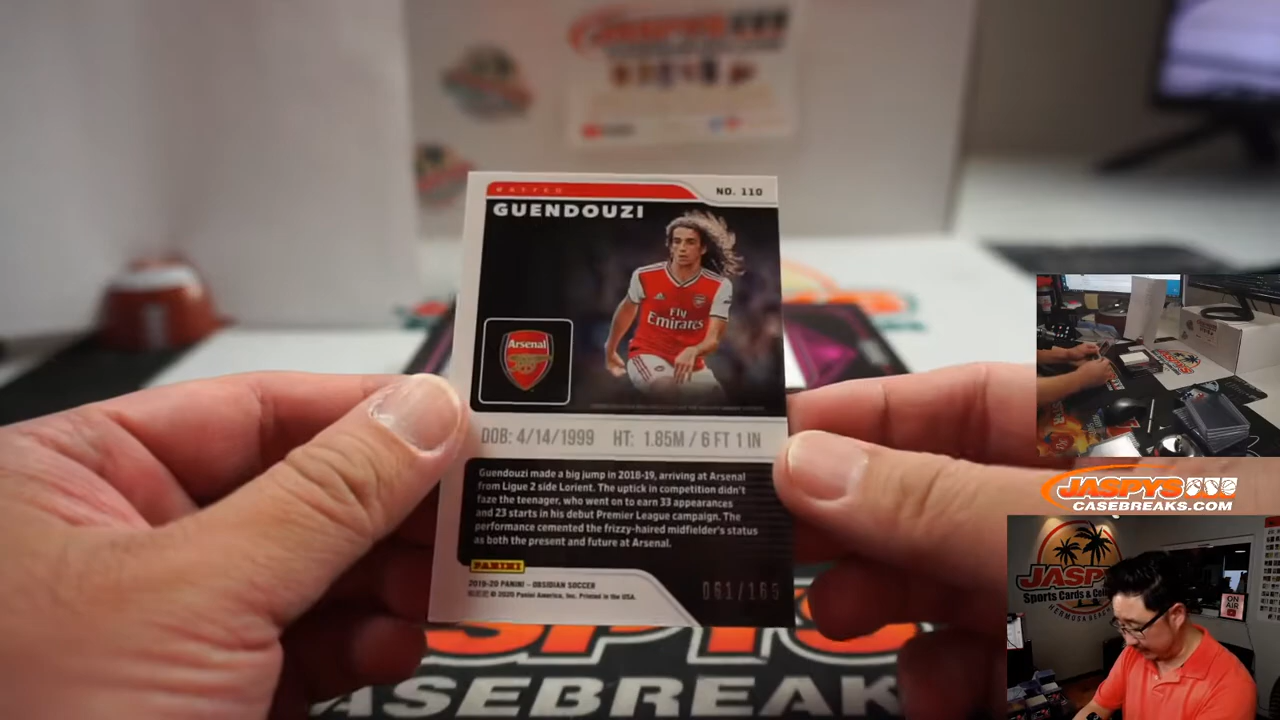 JASPYS
MATTEO
NO. 110
GUENDOUZI
Fly
Emirates
Arsenal
DOB: 4/14/1999 HT: 1.85M / 6 FT 1 IN
Guendouzi made a big jump in 2018-19, arriving at Arsenal
from Ligue 2 side Lorient. The uptick in competition didn't
faze the teenager, who went on to earn 33 appearances
and 23 starts in his debut Premier League campaign. The
performance cemented the frizzy-haired midfielder's status
as both the present and future at Arsenal.
PANINI
2019-20 PANINI - OBSIDIAN SOCCER
© 2020 Panini America, Inc. Printed in the USA.
061/165
CASEBREAK
JASPYS
CASEBREAKS.COM
JASPY
Sports Cards &
HERMOSA
ON
AIR